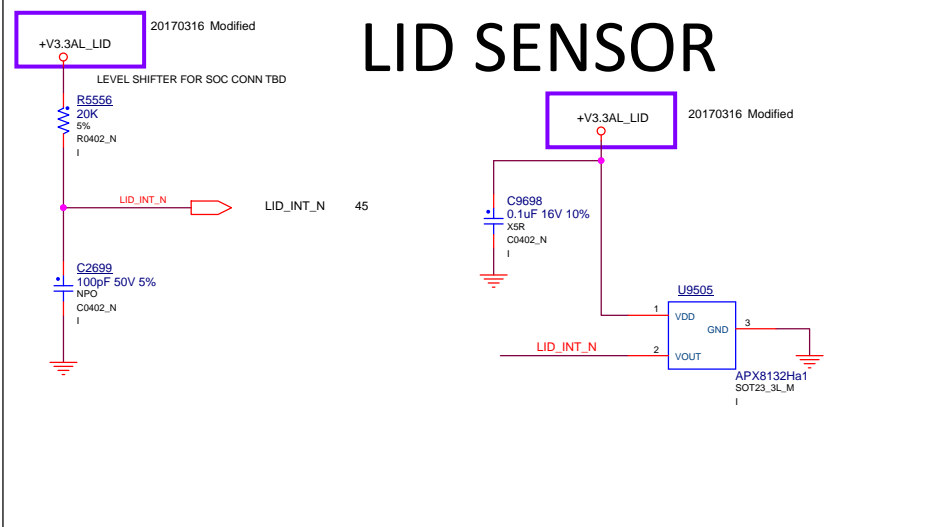 LID SENSOR
+V3.3AL_LID
20170316 Modified
LEVEL SHIFTER FOR SOC CONN TBD
R5556
20K
5%
R0402_N
I
LID_INT_N
LID_INT_N 45
C2699
100pF 50V 5%
NPO
C0402_N
I
+V3.3AL_LID
20170316 Modified
C9698
0.1uF 16V 10%
X5R
C0402_N
I
U9505
1
VDD
GND
3
LID_INT_N
2
VOUT
APX8132Ha1
SOT23_3L_M
I